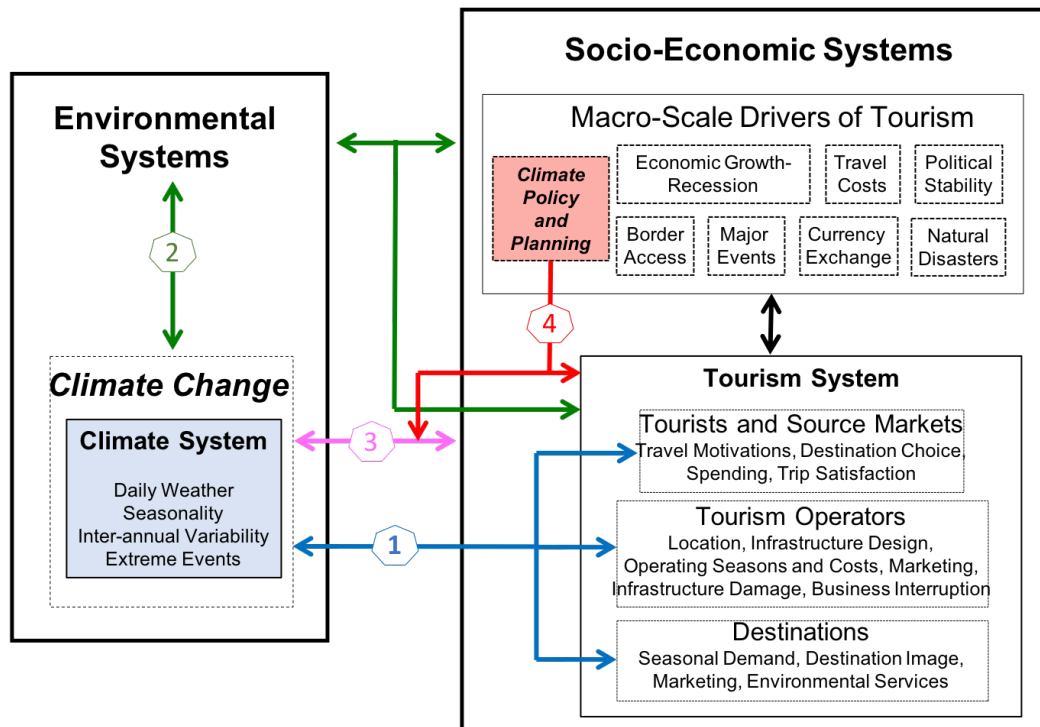 Socio-Economic Systems
Environmental
Systems
Macro-Scale Drivers of Tourism
Climate
Policy
and
Planning
Economic Growth-
Recession
Travel
Costs
Political
Stability
Border
Access
Major
Events
Currency
Exchange
Natural
Disasters
2
4
Climate Change
Climate System
Daily Weather
Seasonality
Inter-annual Variability
Extreme Events
3
1
Tourism System
Tourists and Source Markets
Travel Motivations, Destination Choice,
Spending, Trip Satisfaction
Tourism Operators
Location, Infrastructure Design,
Operating Seasons and Costs, Marketing,
Infrastructure Damage, Business Interruption
Destinations
Seasonal Demand, Destination Image,
Marketing, Environmental Services